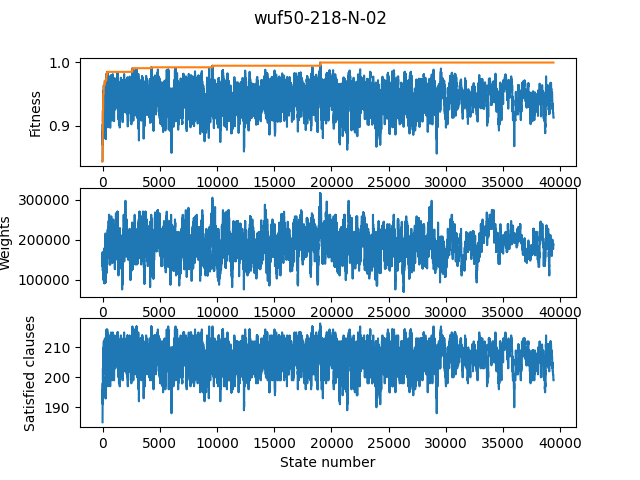 wuf50-218-N-02
1.0
0.9
Fitness
0 5000 10000 15000 20000 25000 30000 35000 40000
300000
200000
100000
Weights
0 5000 10000 15000 20000 25000 30000 35000 40000
210
200
190
Satisfied clauses
0 5000 10000 15000 20000 25000 30000 35000 40000
State number